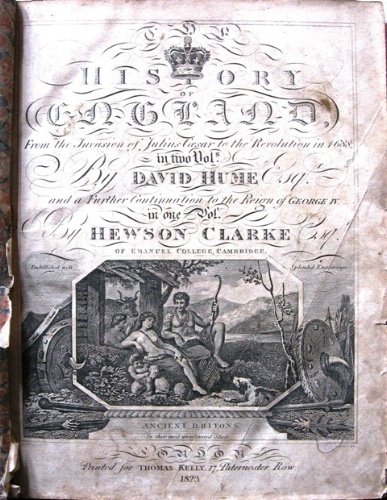 THE
HISTORY
OF
ENGLAND,
From the Invasion of Julius Cæsar to the Revolution in 1688.
in two Vols.
By DAVID HUME Esq.
and a Further Continuation to the Reign of GEORGE IV.
in one Vol.
By HEWSON CLARKE Esq.
OF EMANUEL COLLEGE, CAMBRIDGE.
Embellished with Splendid Engravings
ANCIENT BRITONS.
In their most uncultivated State
LONDON
Printed for THOMAS KELLY, 17, Paternoster Row
1823